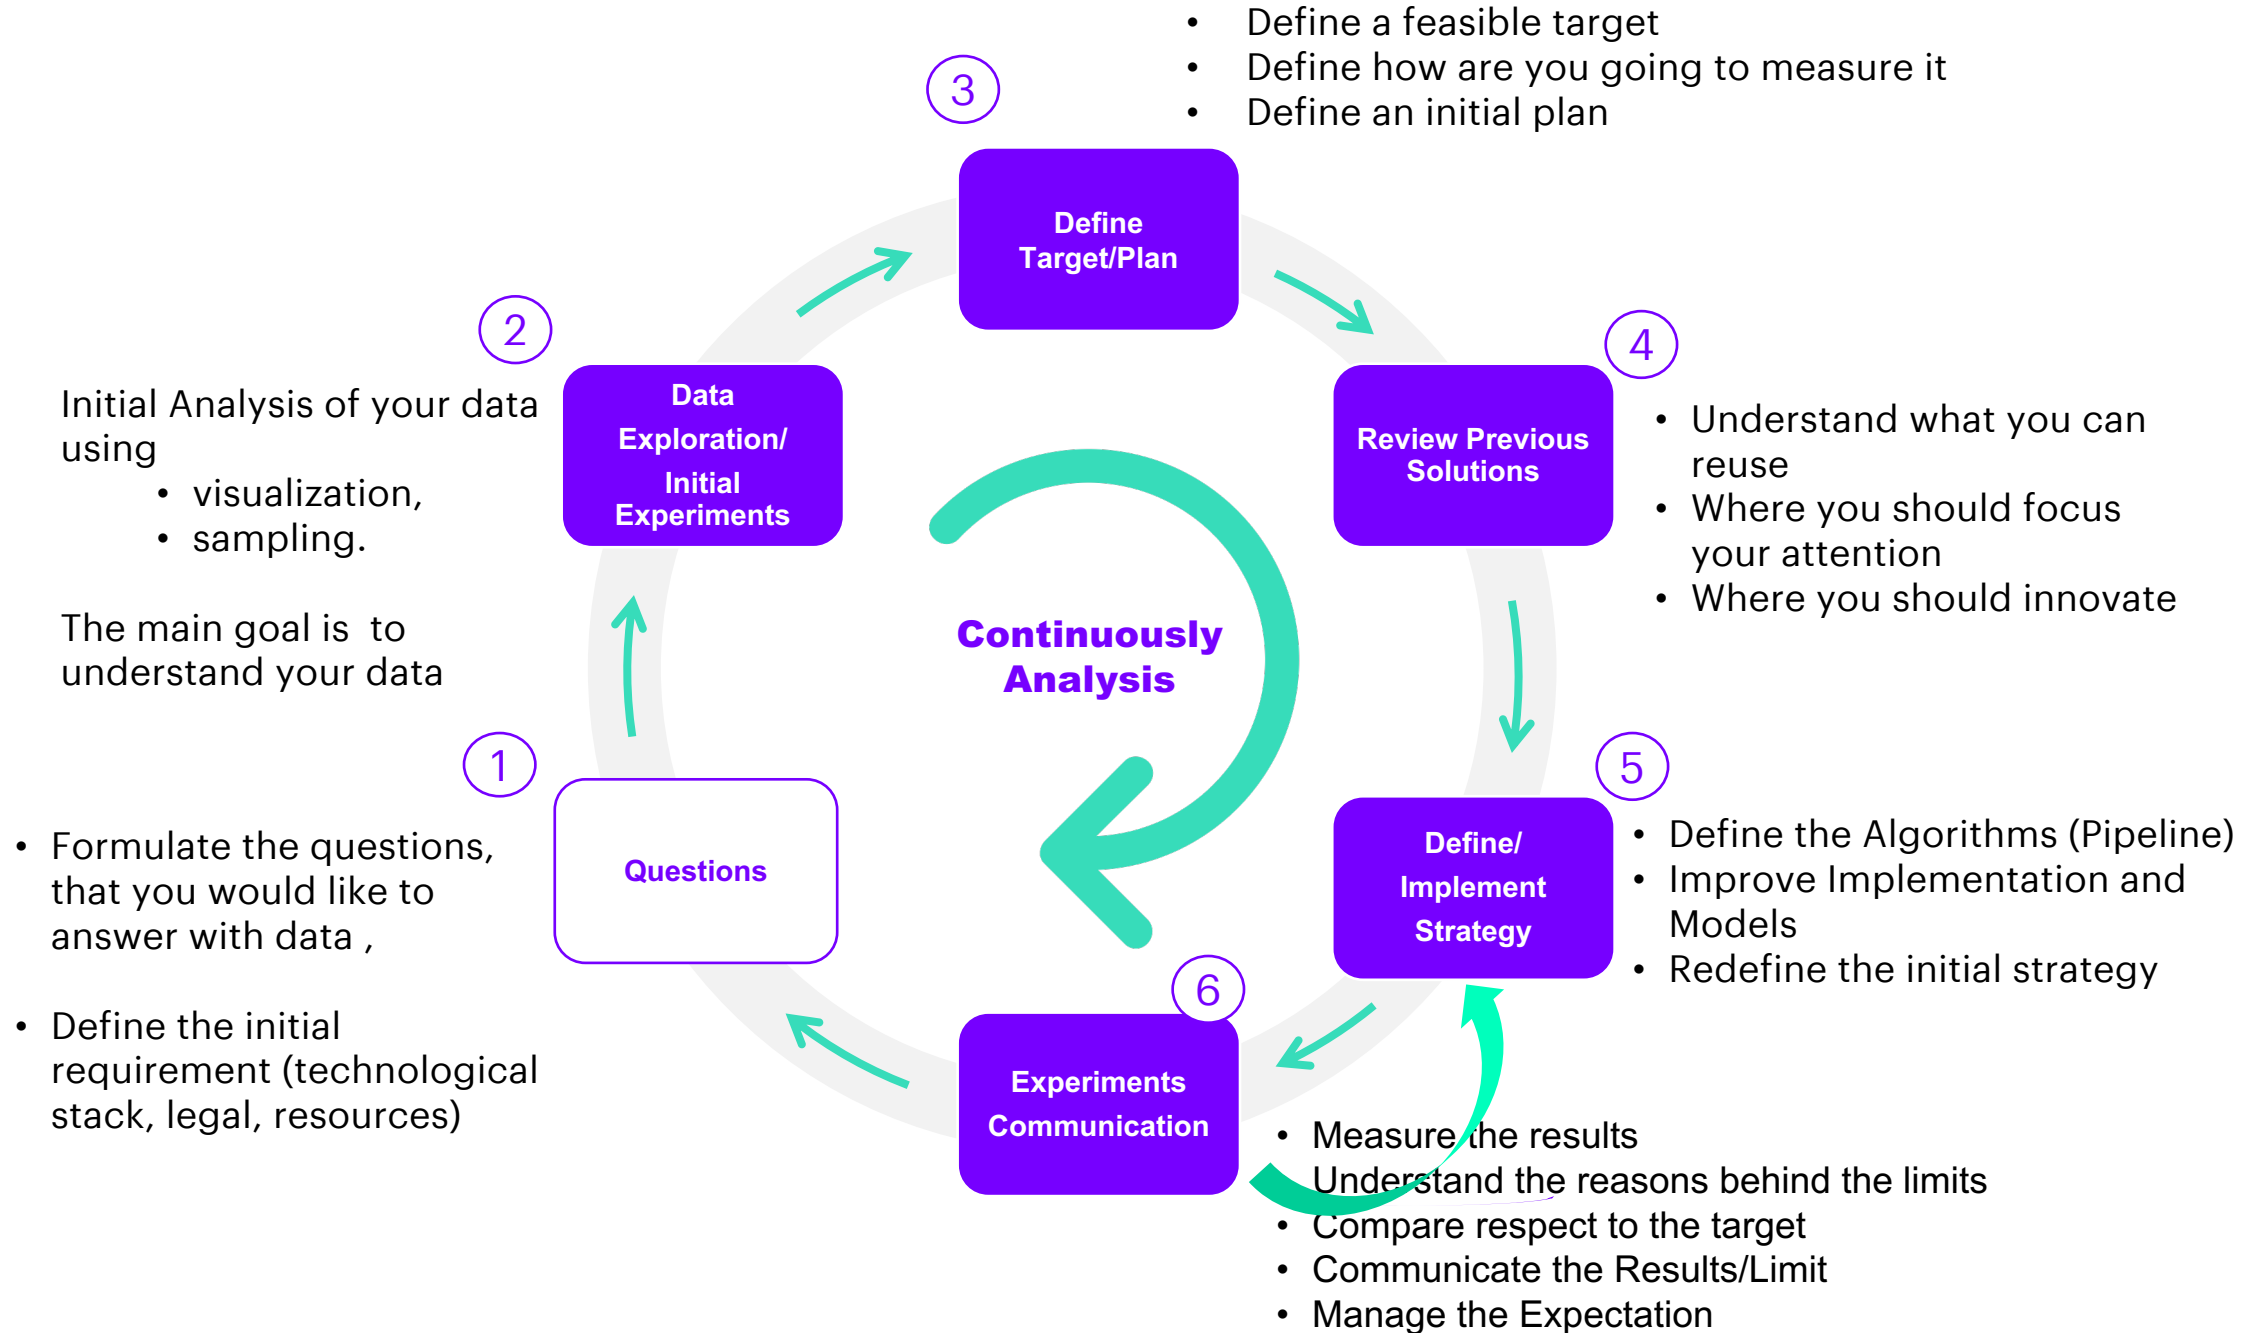 • Define a feasible target
• Define how are you going to measure it
• Define an initial plan
3
Define
Target/Plan
2
Data
Exploration/
Initial
Experiments
Initial Analysis of your data
using
• visualization,
• sampling.
The main goal is  to
understand your data
4
Review Previous
Solutions
• Understand what you can
reuse
• Where you should focus
your attention
• Where you should innovate
Continuously
Analysis
1
Questions
• Formulate the questions,
that you would like to
answer with data ,
• Define the initial
requirement (technological
stack, legal, resources)
5
Define/
Implement
Strategy
• Define the Algorithms (Pipeline)
• Improve Implementation and
Models
• Redefine the initial strategy
6
Experiments
Communication
• Measure the results
Understand the reasons behind the limits
• Compare respect to the target
• Communicate the Results/Limit
• Manage the Expectation